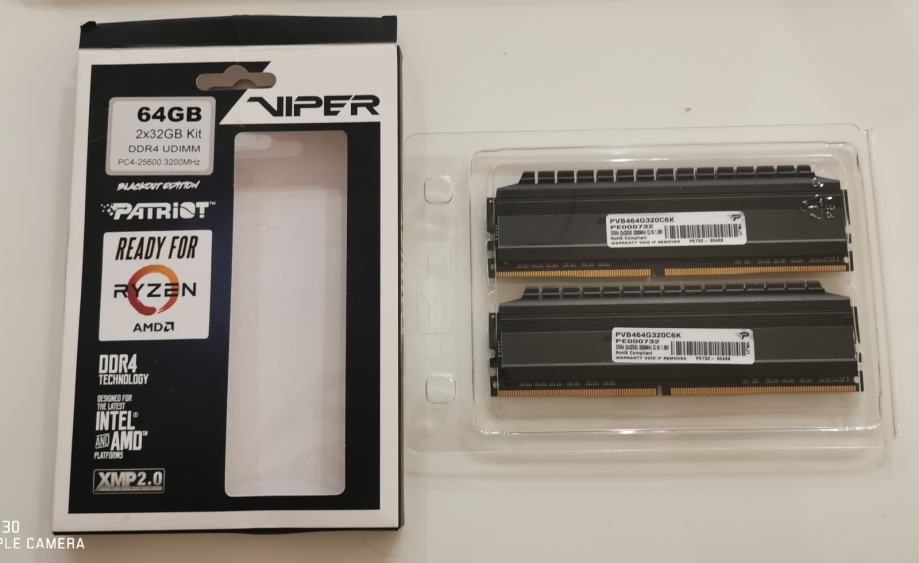 VIPER
64GB
2x32GB Kit
DDR4 UDIMM
PC4-25600 3200MHz
BLACKOUT EDITION
PATRIOT™
READY FOR
RYZEN
AMD
DDR4
TECHNOLOGY
DESIGNED FOR
THE LATEST
INTEL®
AND AMD™
PLATFORMS
XMP2.0
PVB464G320C6K
PE000732
RoHS Compliant
WARRANTY VOID IF REMOVED
PVB464G320C6K
PE000732
RoHS Compliant
WARRANTY VOID IF REMOVED
30
PLE CAMERA